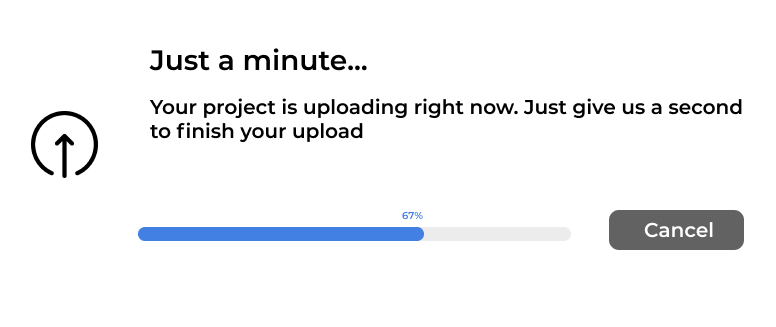 Just a minute...
Your project is uploading right now. Just give us a second
to finish your upload
67%
Cancel